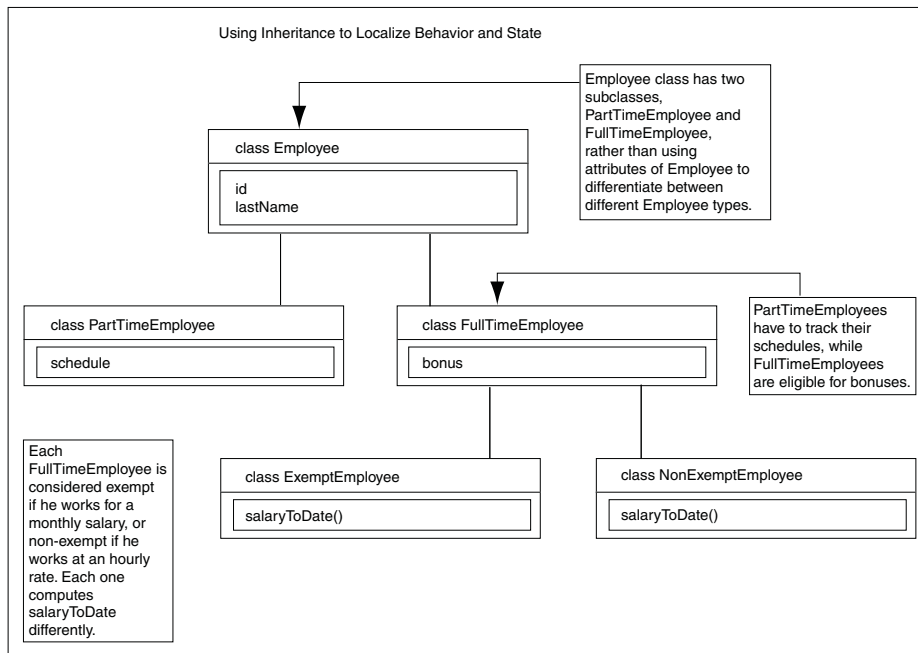 Using Inheritance to Localize Behavior and State
Employee class has two
subclasses,
PartTimeEmployee and
FullTimeEmployee,
rather than using
attributes of Employee to
differentiate between
different Employee types.
class Employee
id
lastName
class PartTimeEmployee
schedule
class FullTimeEmployee
bonus
PartTimeEmployees
have to track their
schedules, while
FullTimeEmployees
are eligible for bonuses.
Each
FullTimeEmployee is
considered exempt
if he works for a
monthly salary, or
non-exempt if he
works at an hourly
rate. Each one
computes
salaryToDate
differently.
class ExemptEmployee
salaryToDate()
class NonExemptEmployee
salaryToDate()